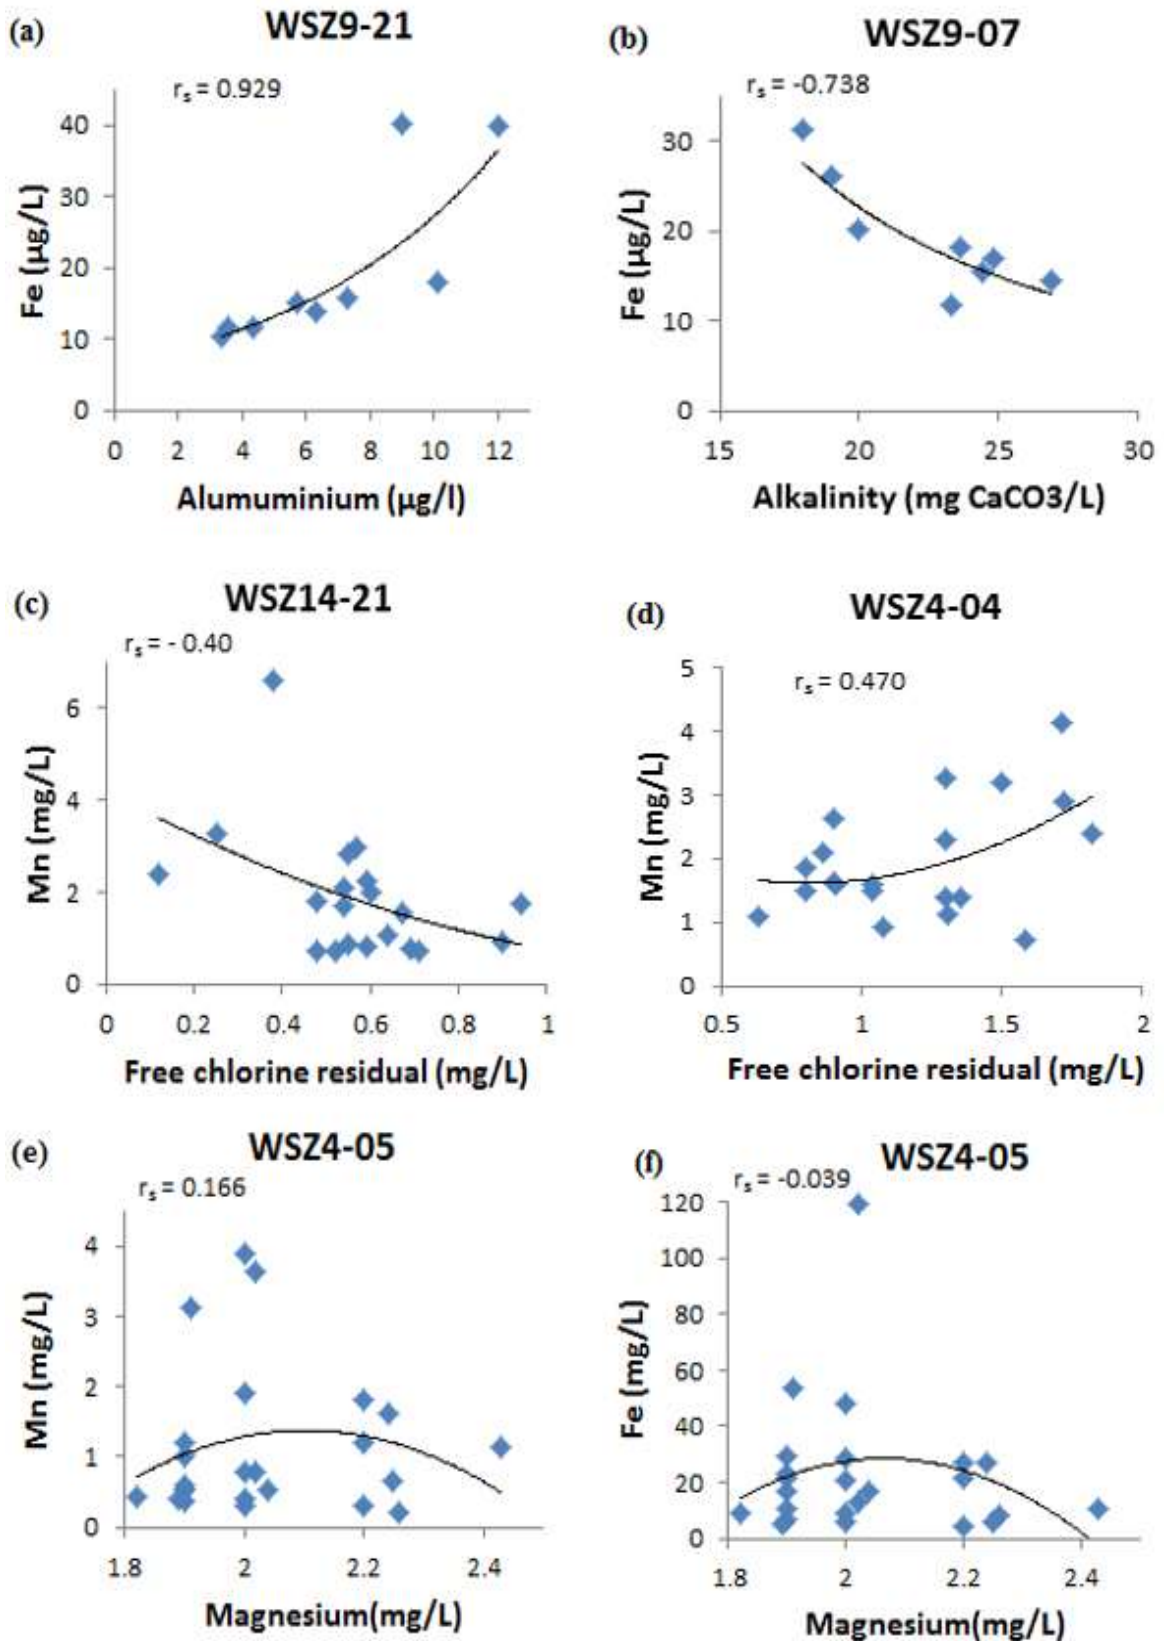 (a) WSZ9-21
rs = 0.929
Fe (µg/L)
40
30
20
10
0
0 2 4 6 8 10 12
Alumuminium (µg/l)
(b) WSZ9-07
rs = -0.738
Fe (µg/L)
30
20
10
0
15 20 25 30
Alkalinity (mg CaCO3/L)
(c) WSZ14-21
rs = - 0.40
Mn (mg/L)
6
4
2
0
0 0.2 0.4 0.6 0.8 1
Free chlorine residual (mg/L)
(d) WSZ4-04
rs = 0.470
Mn (mg/L)
5
4
3
2
1
0
0.5 1 1.5 2
Free chlorine residual (mg/L)
(e) WSZ4-05
rs = 0.166
Mn (mg/L)
4
3
2
1
0
1.8 2 2.2 2.4
Magnesium(mg/L)
(f) WSZ4-05
rs = -0.039
Fe (mg/L)
120
100
80
60
40
20
0
1.8 2 2.2 2.4
Magnesium(mg/L)